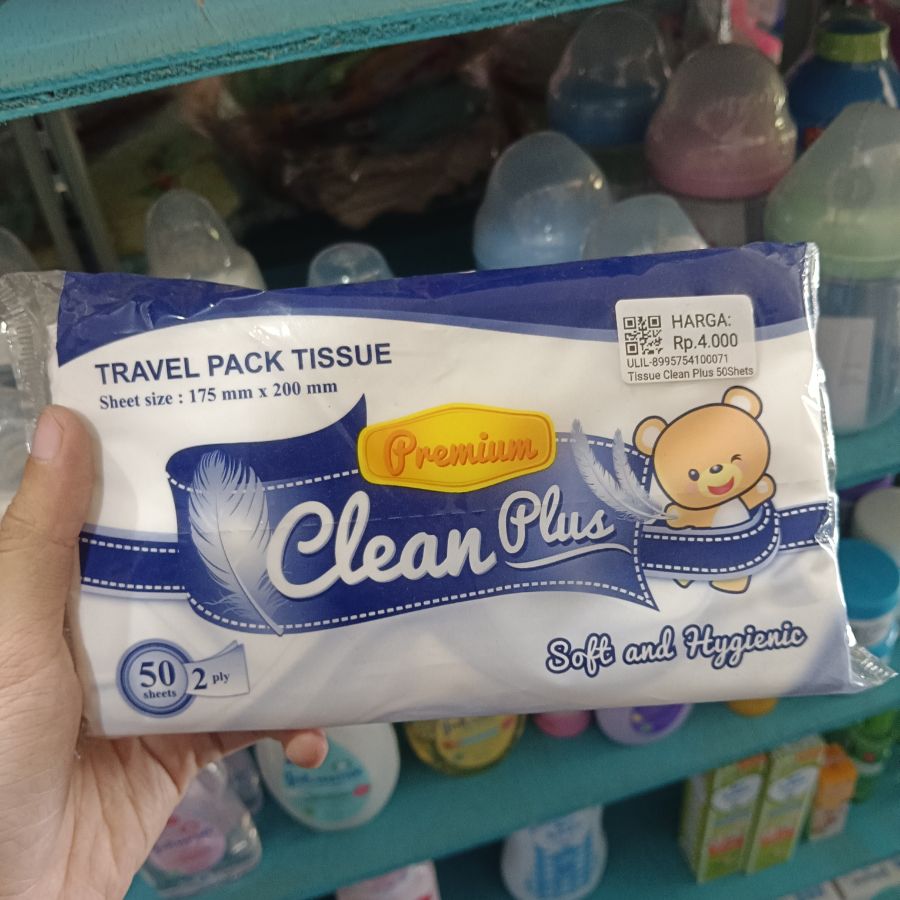 TRAVEL PACK TISSUE
Sheet size : 175 mm x 200 mm
HARGA:
Rp.4.000
ULIL-8995754100071
Tissue Clean Plus 50Shets
Premium
Clean Plus
50 sheets
2 ply
Soft and Hygienic